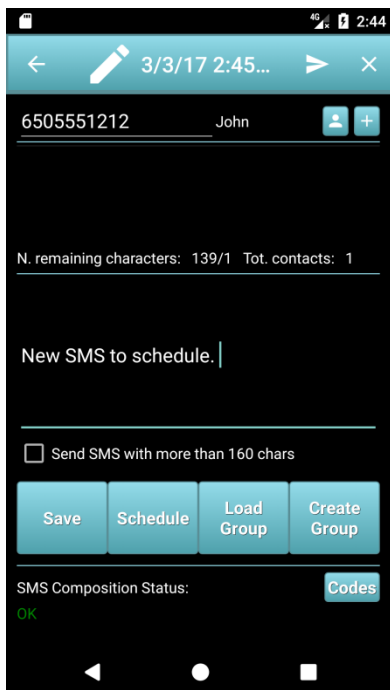 4G 2:44
3/3/17 2:45...
6505551212 John
N. remaining characters: 139/1 Tot. contacts: 1
New SMS to schedule.
Send SMS with more than 160 chars
Save Schedule Load Group Create Group
SMS Composition Status: Codes
OK